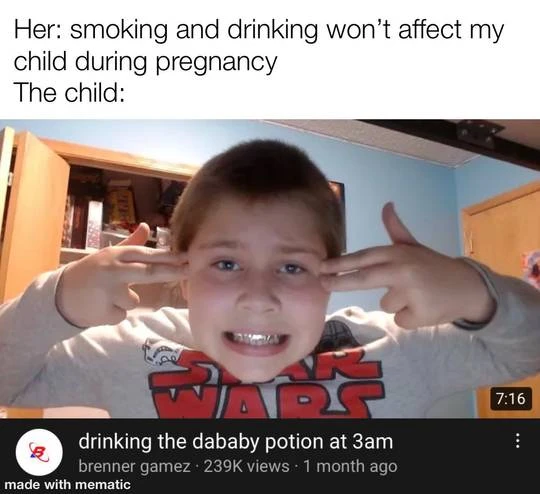 Her: smoking and drinking won't affect my
child during pregnancy
The child:
STAR
WARS
7:16
drinking the dababy potion at 3am
brenner gamez · 239K views · 1 month ago
made with mematic